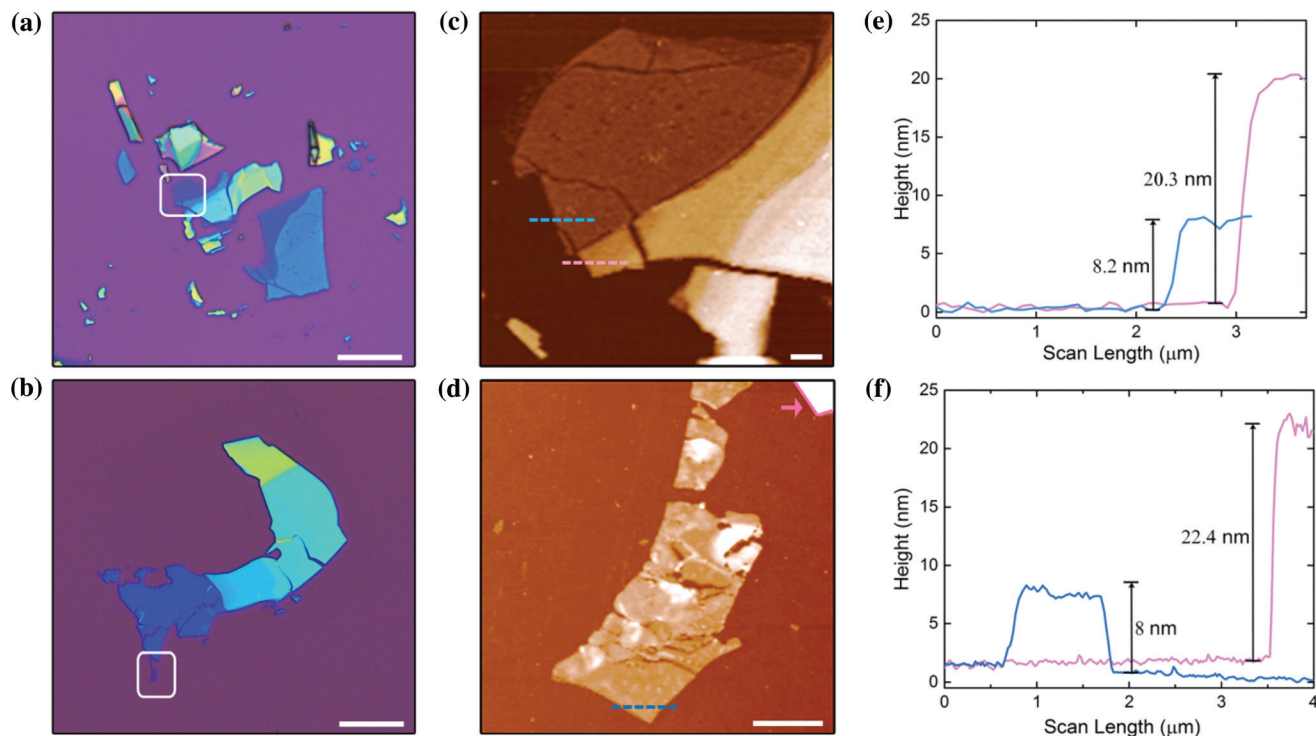 (a)
(c)
(e)
25
20
15
10
5
0
Height (nm)
20.3 nm
8.2 nm
0
1
2
3
Scan Length (μm)
(b)
(d)
(f)
25
20
15
10
5
0
Height (nm)
22.4 nm
8 nm
0
1
2
3
4
Scan Length (μm)